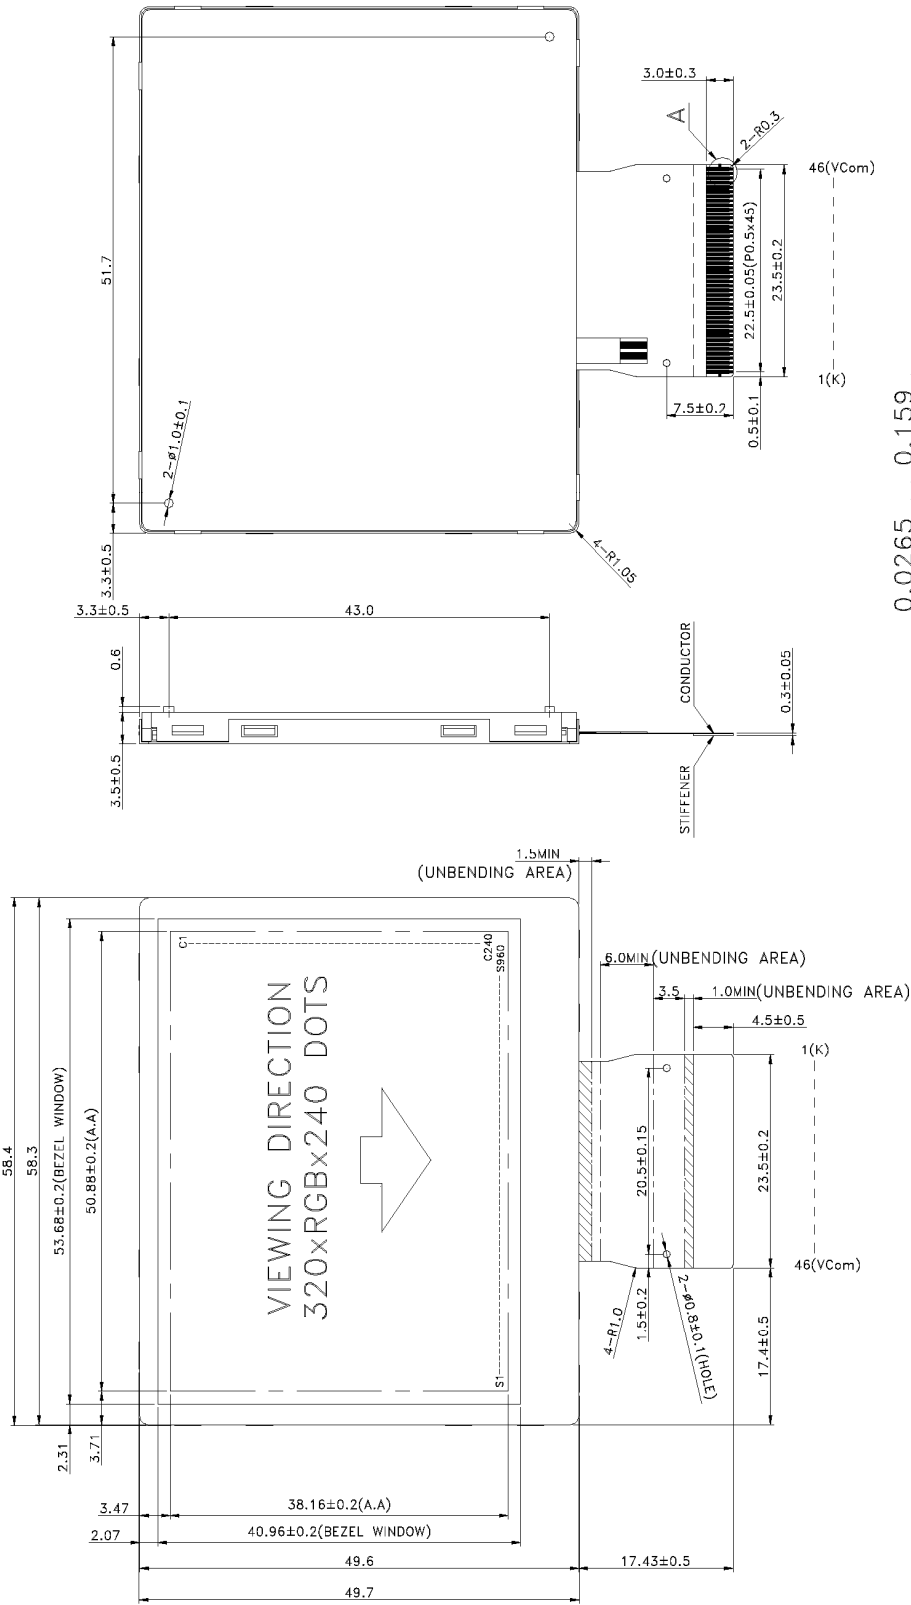 3.0±0.3
A
2-R0.3
46(VCom)
51.7
22.5±0.05(P0.5x45)
23.5±0.2
1(K)
7.5±0.2
0.5±0.1
2-ø1.0±0.1
3.3±0.5
4-R1.05
0.0265
0.159
3.3±0.5
43.0
0.6
3.5±0.5
CONDUCTOR
STIFFENER
0.3±0.05
1.5MIN
(UNBENDING AREA)
6.0MIN(UNBENDING AREA)
3.5
1.0MIN(UNBENDING AREA)
4.5±0.5
1(K)
58.4
58.3
53.68±0.2(BEZEL WINDOW)
50.88±0.2(A.A)
C1
C240
S960
VIEWING DIRECTION
320xRGBx240 DOTS
S1
20.5±0.15
23.5±0.2
46(VCom)
4-R1.0
1.5±0.2
2-ø0.8±0.1(HOLE)
17.4±0.5
2.31
3.71
3.47
38.16±0.2(A.A)
2.07
40.96±0.2(BEZEL WINDOW)
49.6
17.43±0.5
49.7